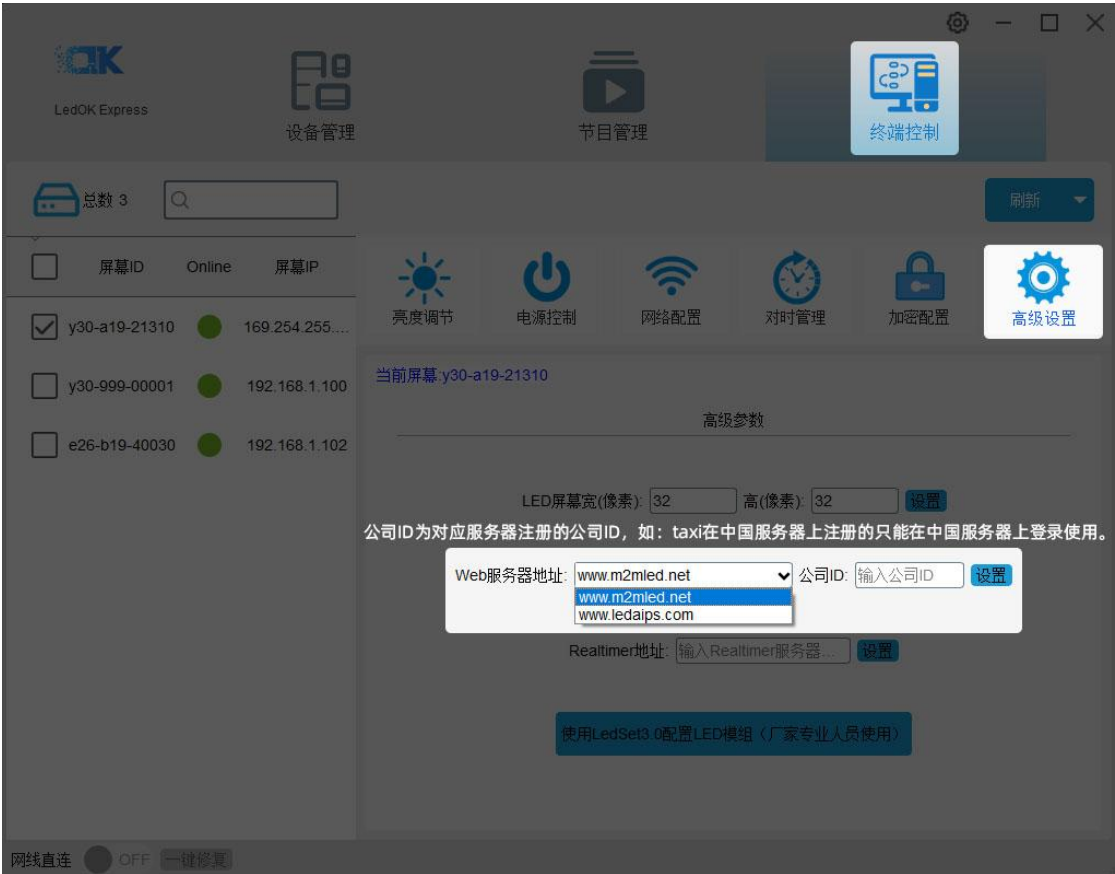 LedOK Express
设备管理
节目管理
终端控制
总数 3
刷新
屏幕ID Online 屏幕IP
亮度调节 电源控制 网络配置 对时管理 加密配置 高级设置
y30-a19-21310 169.254.255....
y30-999-00001 192.168.1.100
e26-b19-40030 192.168.1.102
当前屏幕:y30-a19-21310
高级参数
LED屏幕宽(像素): 32 高(像素): 32 设置
公司ID为对应服务器注册的公司ID，如：taxi在中国服务器上注册的只能在中国服务器上登录使用。
Web服务器地址: www.m2mled.net 公司ID: 输入公司ID 设置
www.m2mled.net
www.ledaips.com
Realtimer地址: 输入Realtimer服务器... 设置
使用LedSet3.0配置LED模组（厂家专业人员使用）
网线直连 OFF 一键修复